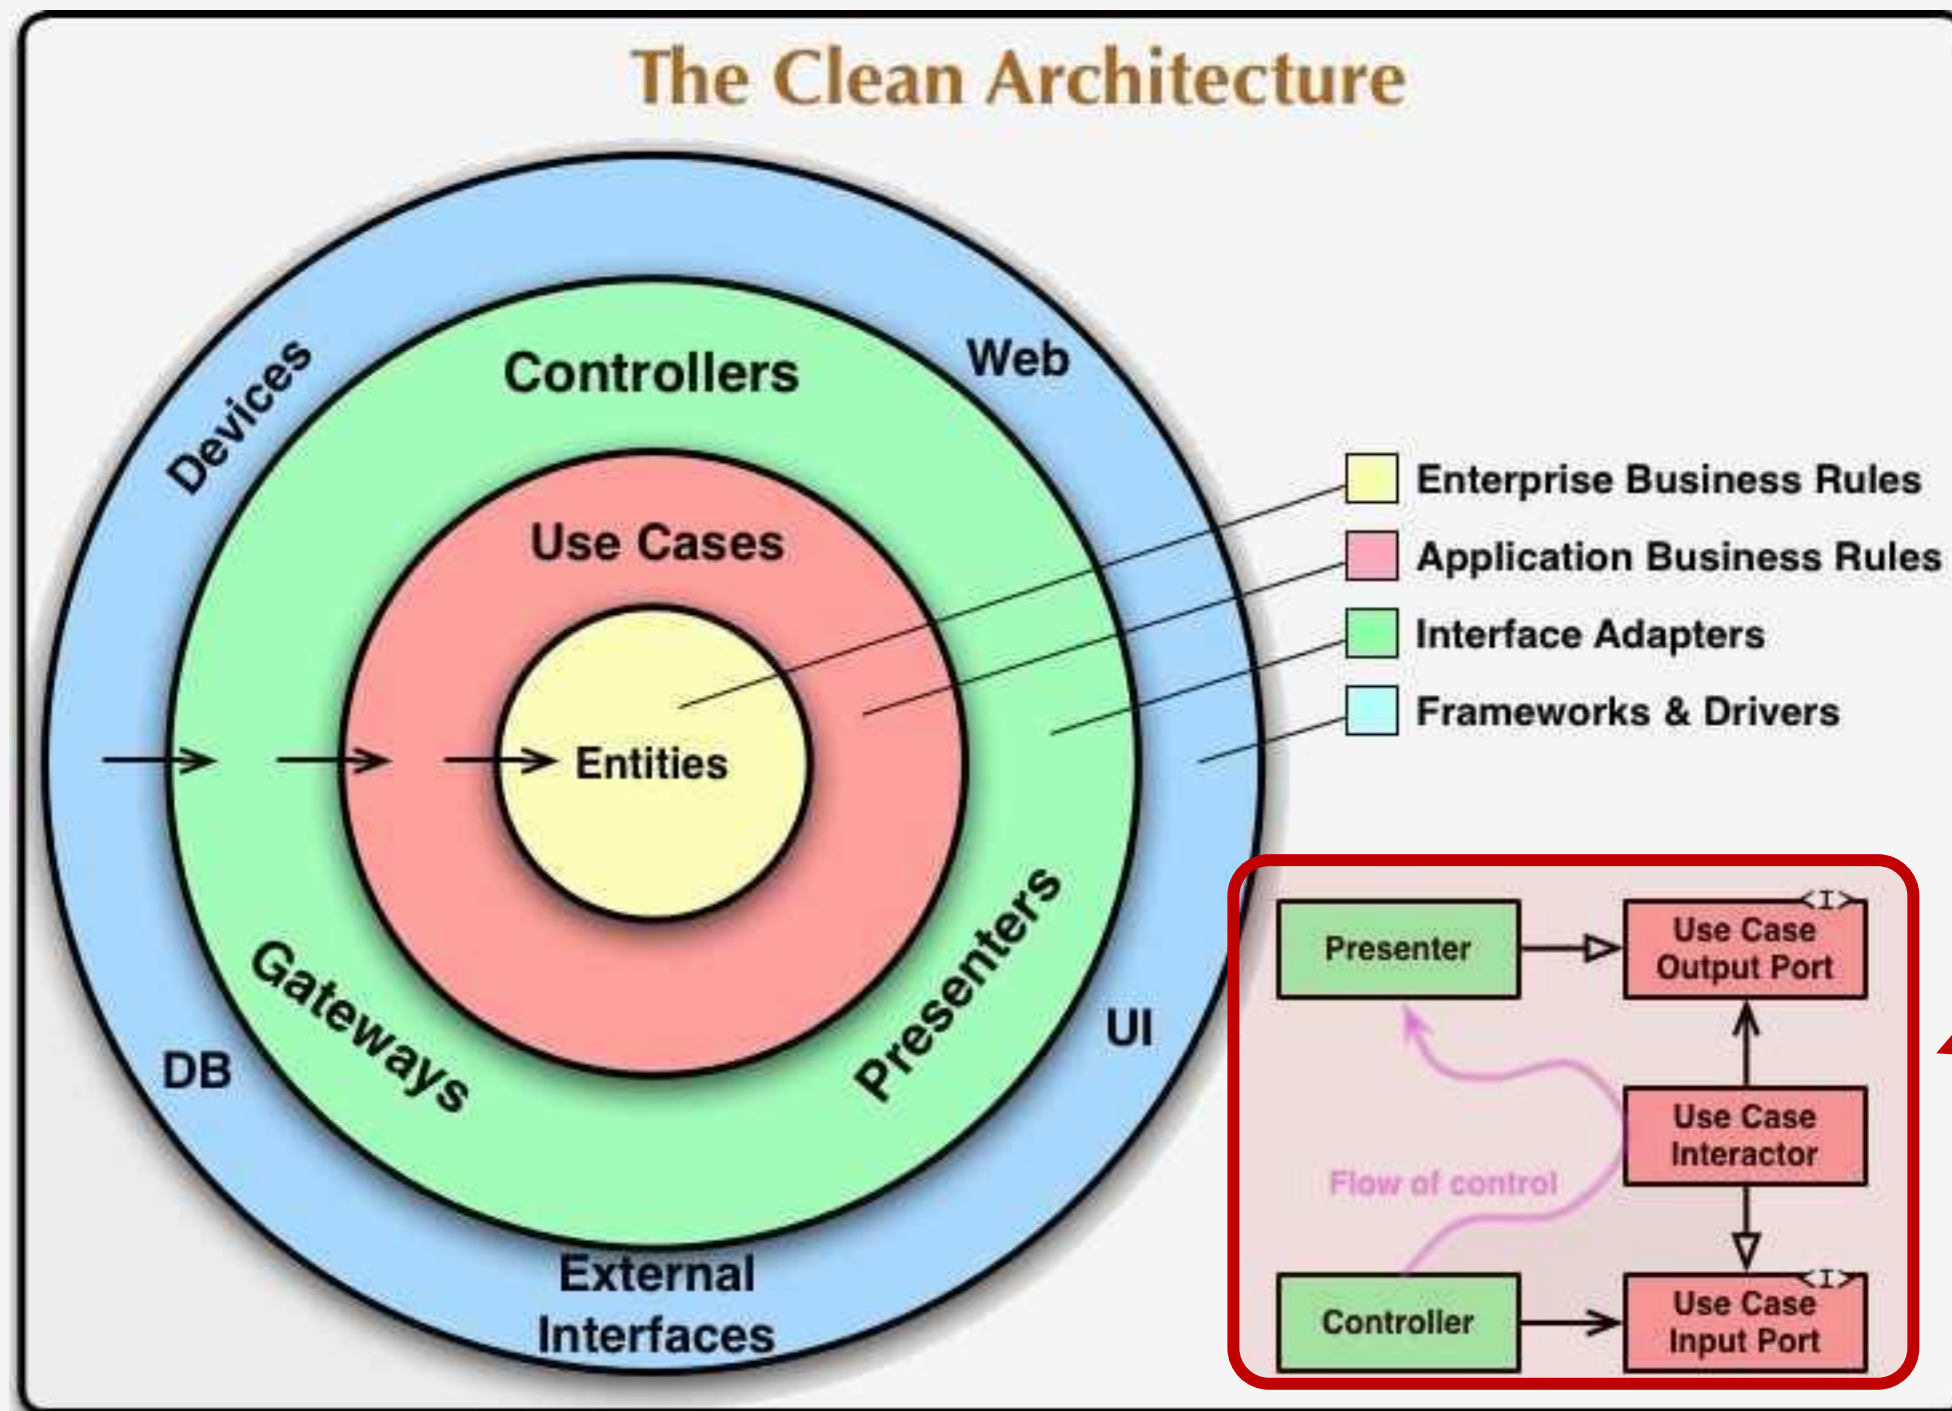 The Clean Architecture
Devices
Controllers
Web
Use Cases
Entities
Gateways
Presenters
DB
UI
External
Interfaces
Enterprise Business Rules
Application Business Rules
Interface Adapters
Frameworks & Drivers
Presenter
<I>
Use Case
Output Port
Use Case
Interactor
Flow of control
Controller
<I>
Use Case
Input Port